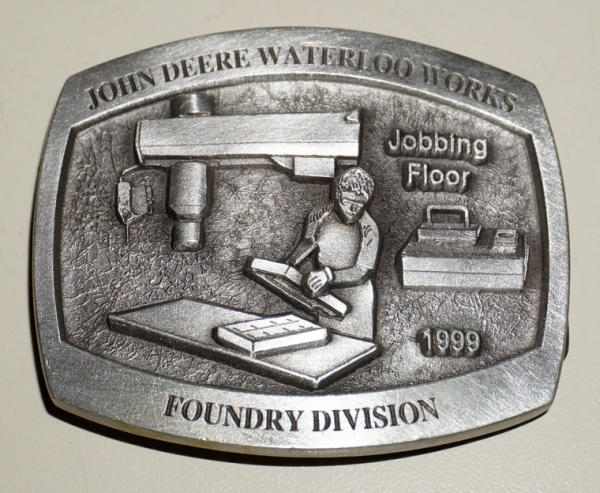 JOHN DEERE WATERLOO WORKS
Jobbing
Floor
1999
FOUNDRY DIVISION